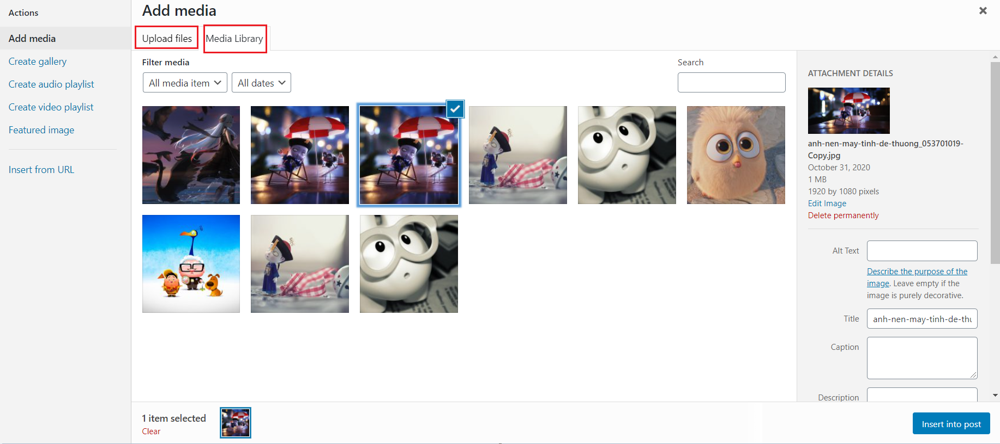 Actions
Add media
Create gallery
Create audio playlist
Create video playlist
Featured image
Insert from URL
Add media
Upload files
Media Library
Filter media
All media item
All dates
Search
1 item selected
Clear
ATTACHMENT DETAILS
anh-nen-may-tinh-de-thuong_053701019-
Copy.jpg
October 31, 2020
1 MB
1920 by 1080 pixels
Edit Image
Delete permanently
Alt Text
Describe the purpose of the
image. Leave empty if the
image is purely decorative.
Title
anh-nen-may-tinh-de-thu
Caption
Description
Insert into post